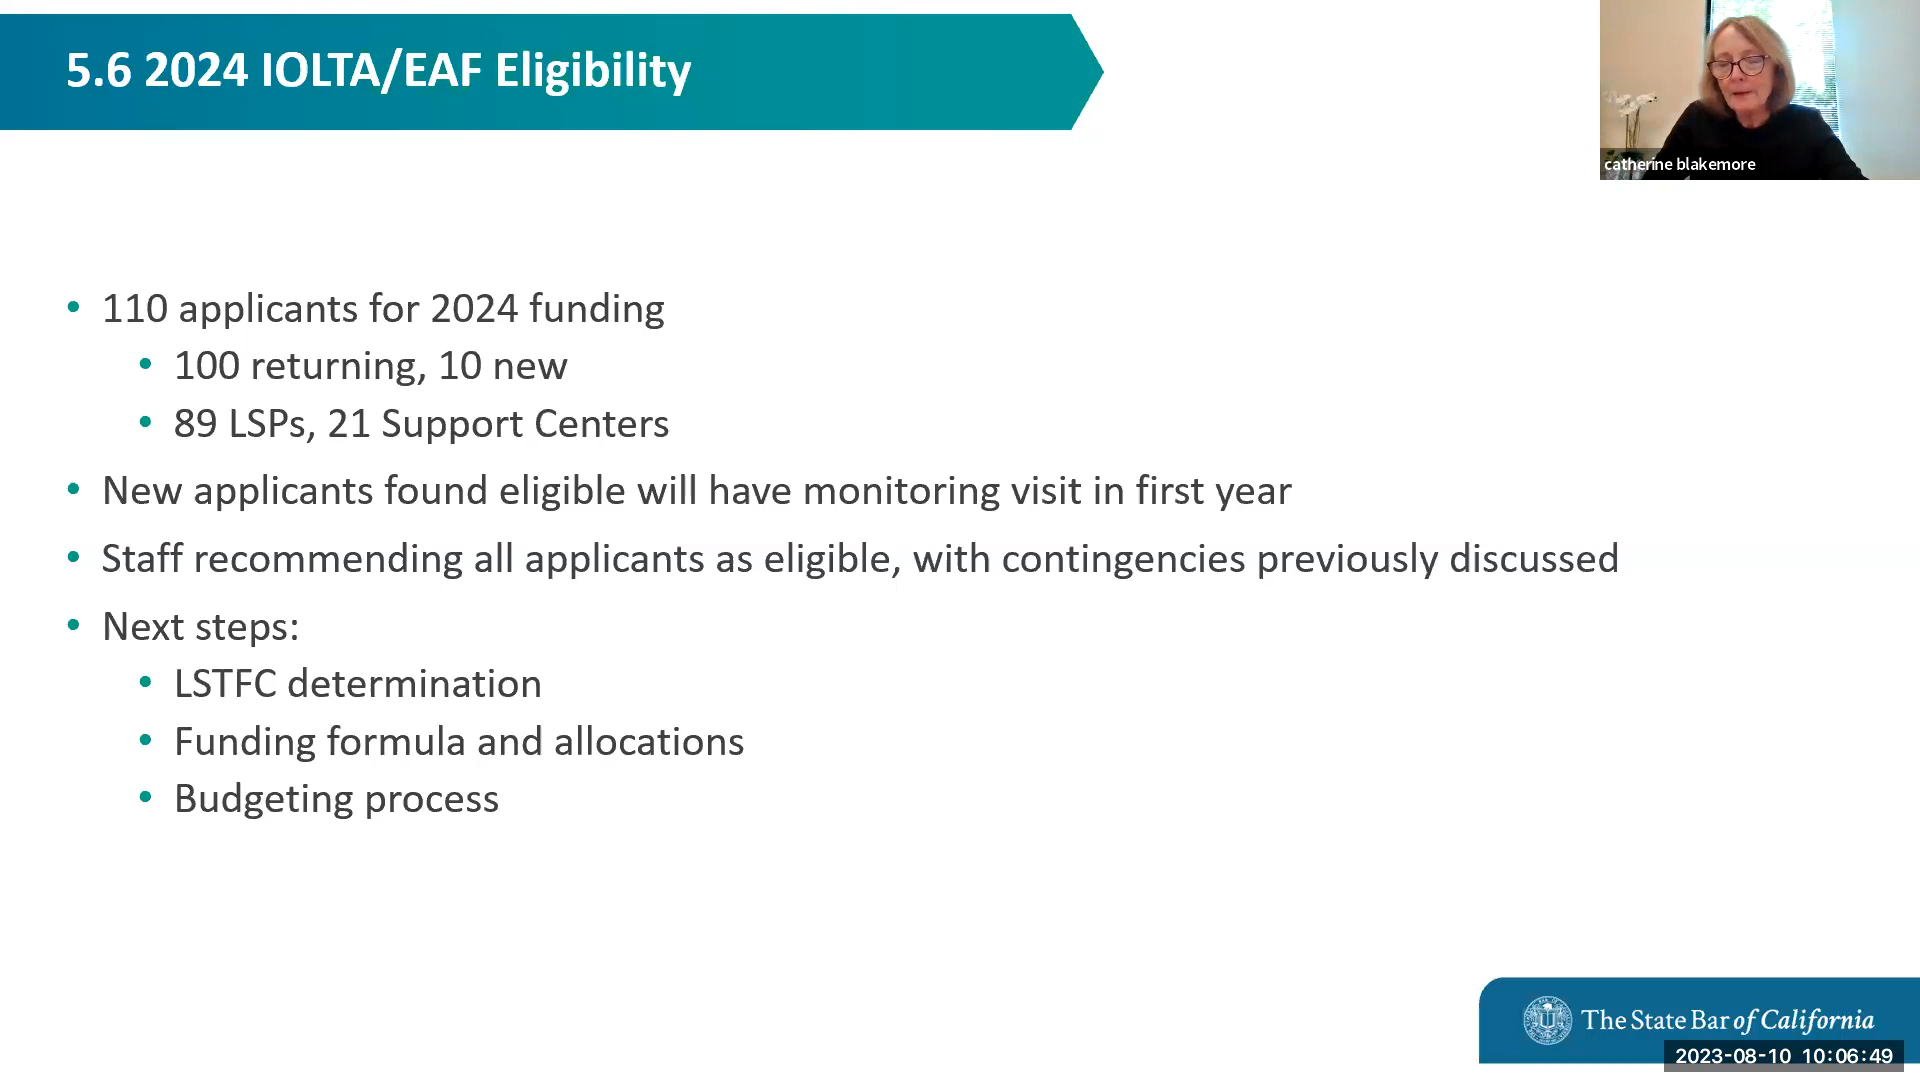 5.6 2024 IOLTA/EAF Eligibility
catherine blakemore
• 110 applicants for 2024 funding
• 100 returning, 10 new
• 89 LSPs, 21 Support Centers
• New applicants found eligible will have monitoring visit in first year
• Staff recommending all applicants as eligible, with contingencies previously discussed
• Next steps:
• LSTFC determination
• Funding formula and allocations
• Budgeting process
The State Bar of California
2023-08-10 10:06:49